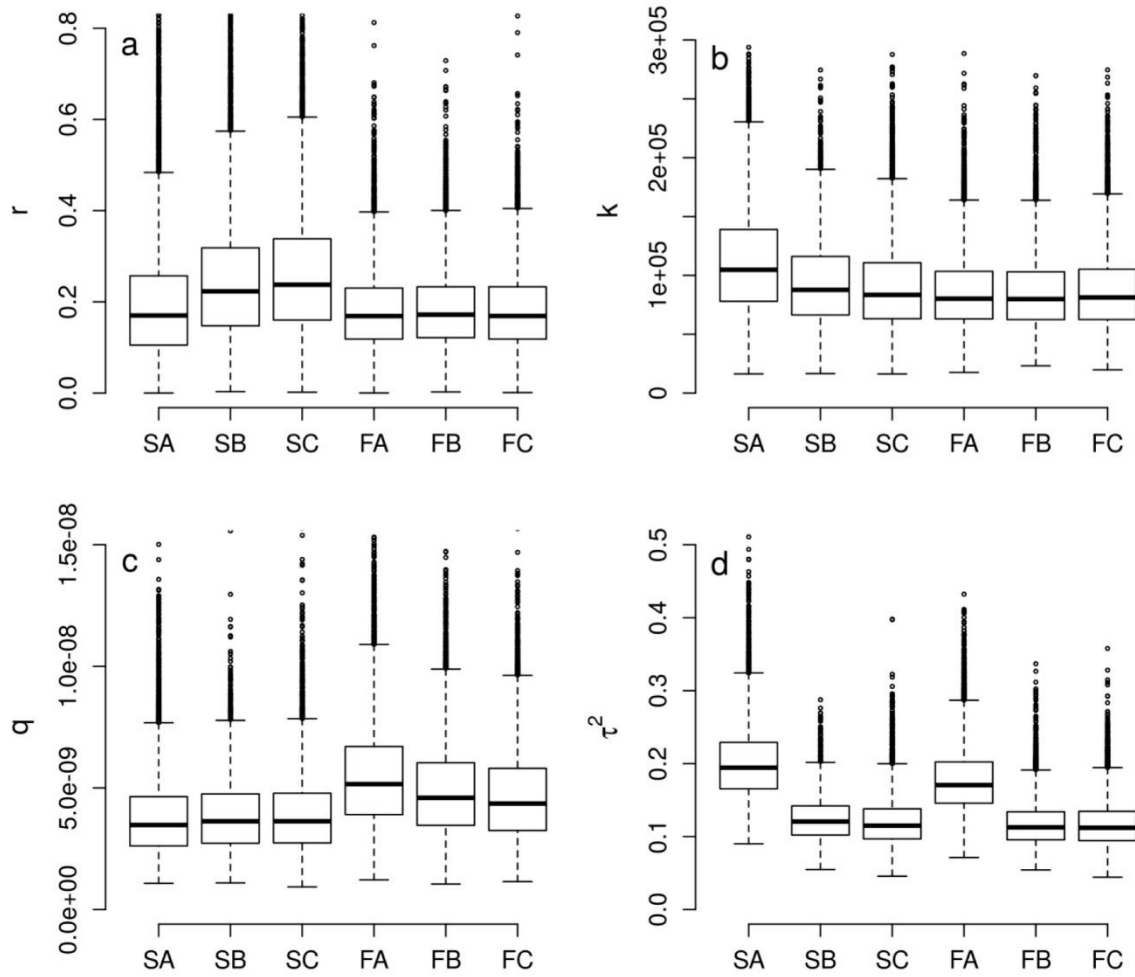 a
r
0.0 0.2 0.4 0.6 0.8
SA SB SC FA FB FC
b
k
0 1e+05 2e+05 3e+05
SA SB SC FA FB FC
c
q
0.0e+00 5.0e-09 1.0e-08 1.5e-08
SA SB SC FA FB FC
d
τ²
0.0 0.1 0.2 0.3 0.4 0.5
SA SB SC FA FB FC